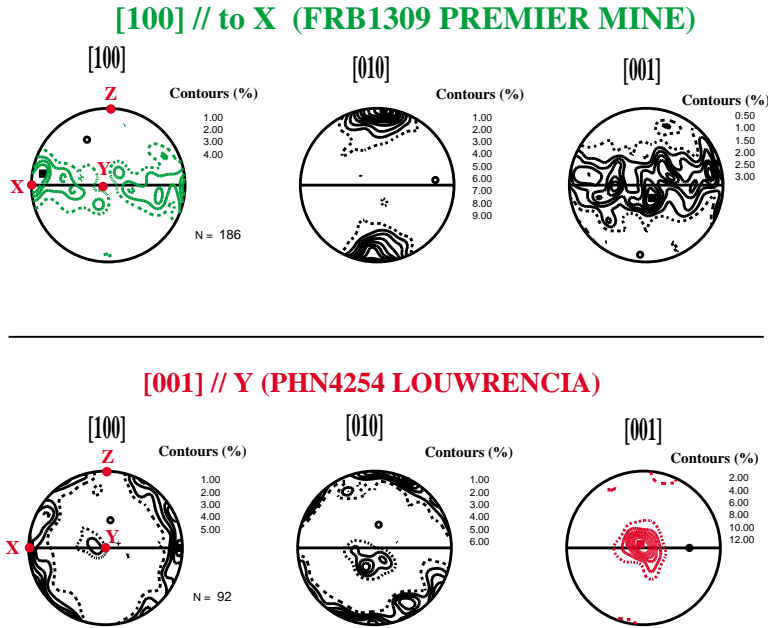 [100] // to X (FRB1309 PREMIER MINE)
[100]
Z
Contours (%)
1.00
2.00
3.00
4.00
X
Y
N = 186
[010]
Contours (%)
1.00
2.00
3.00
4.00
5.00
6.00
7.00
8.00
9.00
[001]
Contours (%)
0.50
1.00
1.50
2.00
2.50
3.00
[001] // Y (PHN4254 LOUWRENCIA)
[100]
Z
Contours (%)
1.00
2.00
3.00
4.00
5.00
X
Y
N = 92
[010]
Contours (%)
1.00
2.00
3.00
4.00
5.00
6.00
[001]
Contours (%)
2.00
4.00
6.00
8.00
10.00
12.00